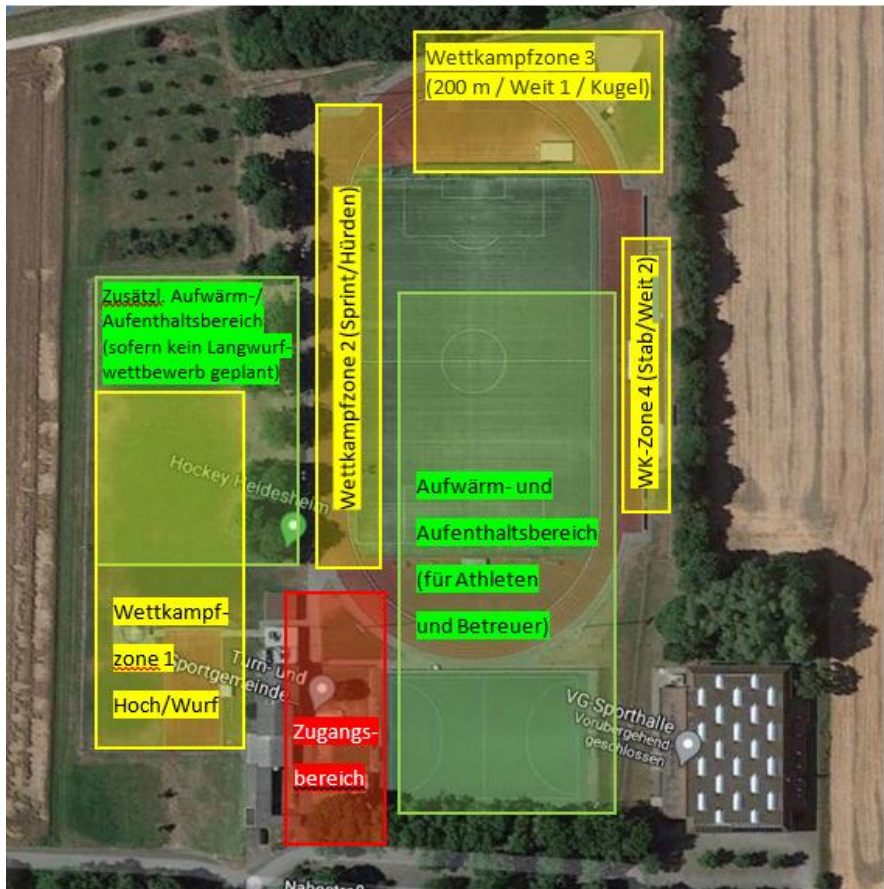 Wettkampfzone 3
(200 m / Weit 1 / Kugel)
Wettkampfzone 2 (Sprint/Hürden)
WK-Zone 4 (Stab/Weit 2)
Zusätzl. Aufwärm-/
Aufenthaltsbereich
(sofern kein Langwurf-
wettbewerb geplant)
Hockey Heidesheim
Aufwärm- und
Aufenthaltsbereich
(für Athleten
und Betreuer)
Wettkampf-
zone 1
Hoch/Wurf
Turn- und
Sportgemeinde...
Zugangs-
bereich
VG-Sporthalle
Vorübergehend
geschlossen